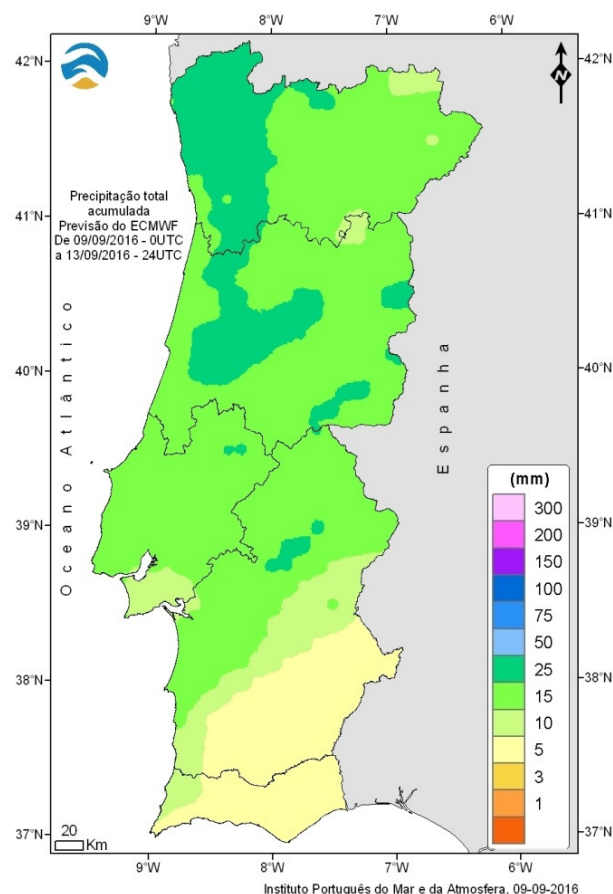 9°W 8°W 7°W 6°W
42°N 42°N
N
Precipitação total
acumulada
Previsão do ECMWF
De 09/09/2016 - 0UTC
a 13/09/2016 - 24UTC
41°N 41°N
40°N 40°N
39°N 39°N
38°N 38°N
37°N 37°N
Oceano Atlântico
Espanha
(mm)
300
200
150
100
75
50
25
15
10
5
3
1
20
Km
9°W 8°W 7°W 6°W
Instituto Português do Mar e da Atmosfera, 09-09-2016